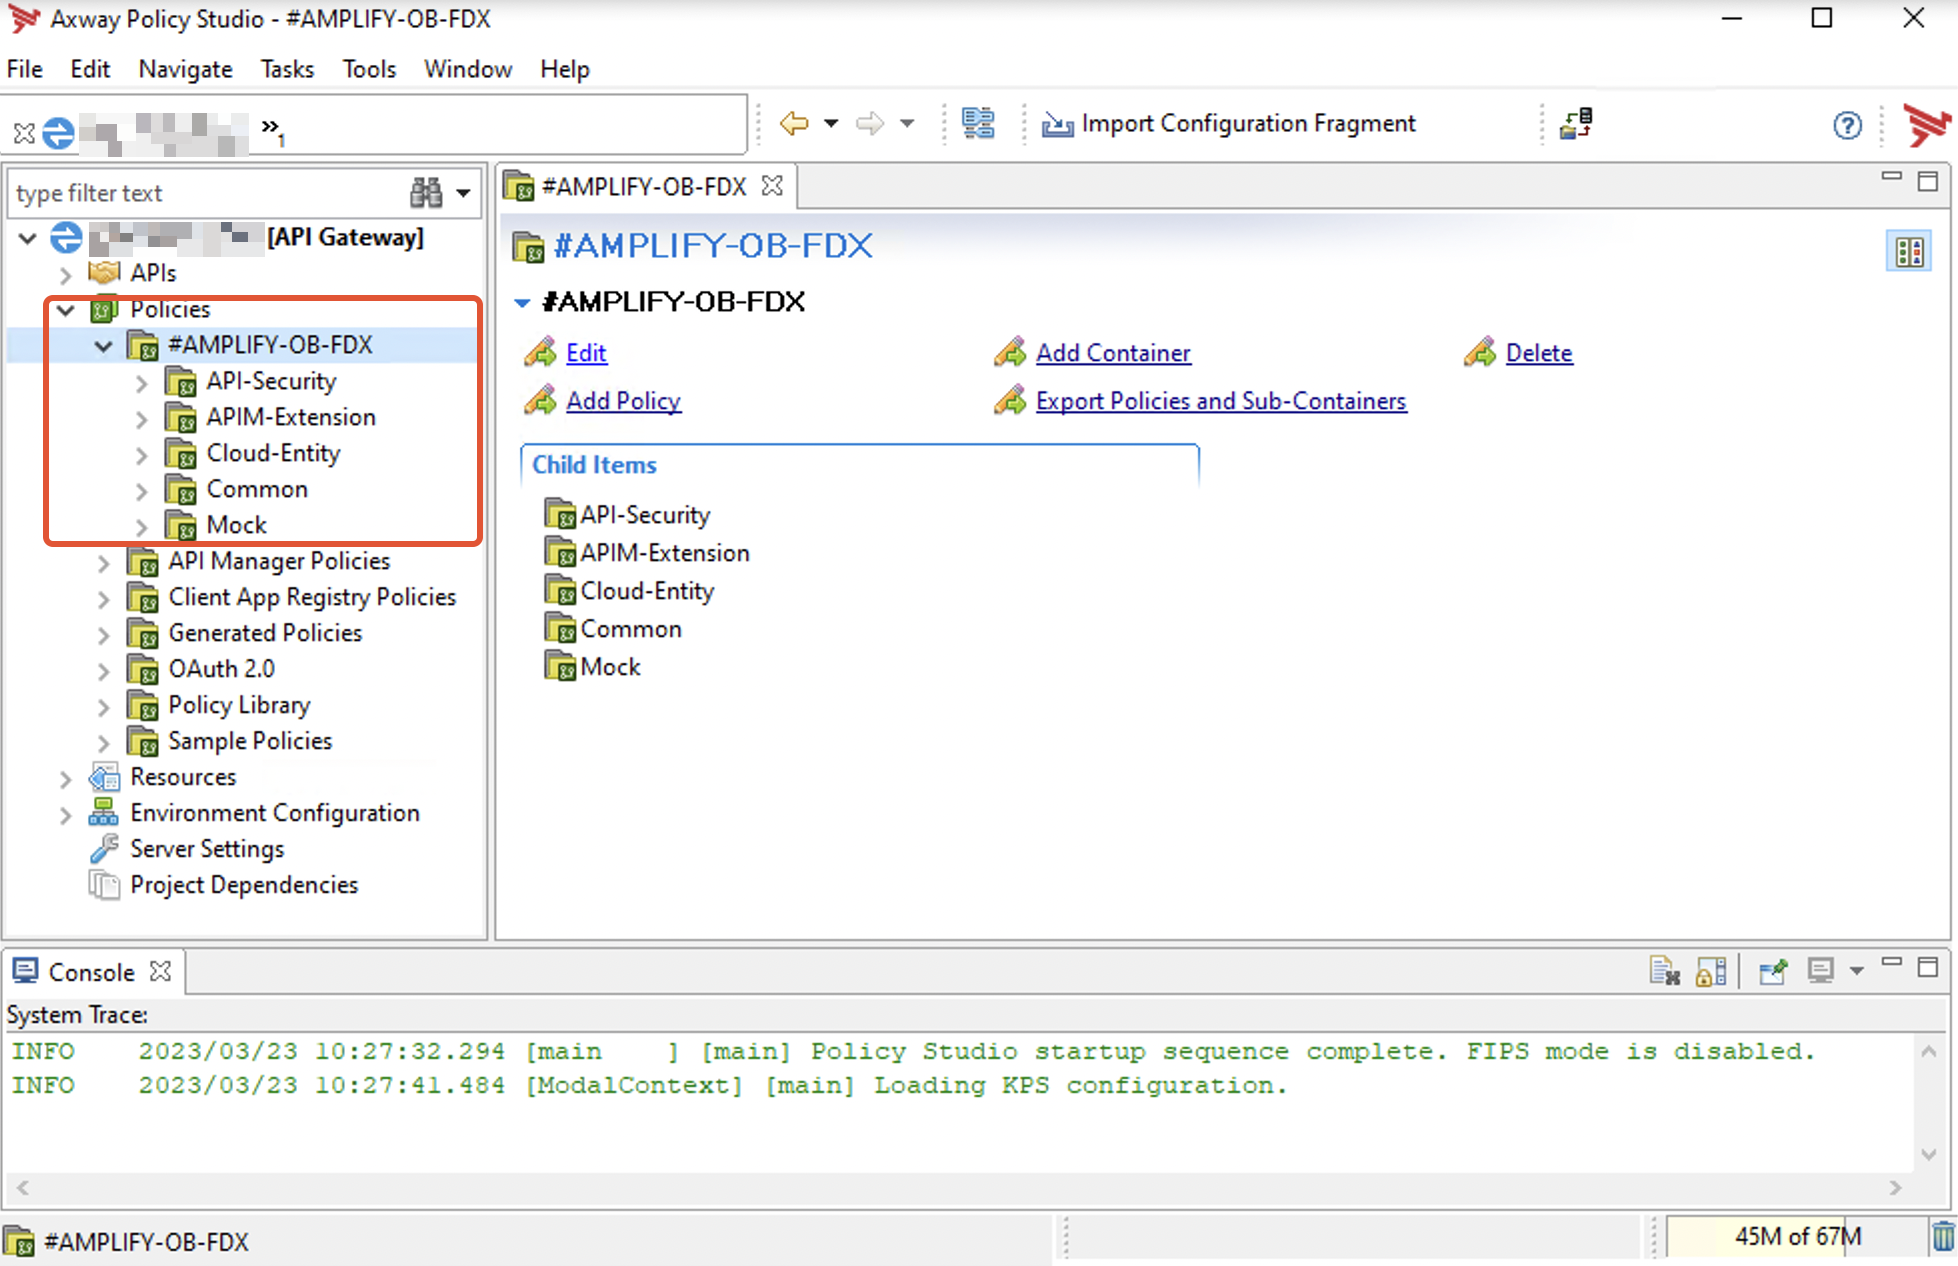 Axway Policy Studio - #AMPLIFY-OB-FDX
File Edit Navigate Tasks Tools Window Help
»1
Import Configuration Fragment
type filter text
[API Gateway]
APIs
Policies
#AMPLIFY-OB-FDX
API-Security
APIM-Extension
Cloud-Entity
Common
Mock
API Manager Policies
Client App Registry Policies
Generated Policies
OAuth 2.0
Policy Library
Sample Policies
Resources
Environment Configuration
Server Settings
Project Dependencies
#AMPLIFY-OB-FDX
#AMPLIFY-OB-FDX
#AMPLIFY-OB-FDX
Edit Add Container Delete
Add Policy Export Policies and Sub-Containers
Child Items
API-Security
APIM-Extension
Cloud-Entity
Common
Mock
Console
System Trace:
INFO 2023/03/23 10:27:32.294 [main ] [main] Policy Studio startup sequence complete. FIPS mode is disabled.
INFO 2023/03/23 10:27:41.484 [ModalContext] [main] Loading KPS configuration.
#AMPLIFY-OB-FDX
45M of 67M